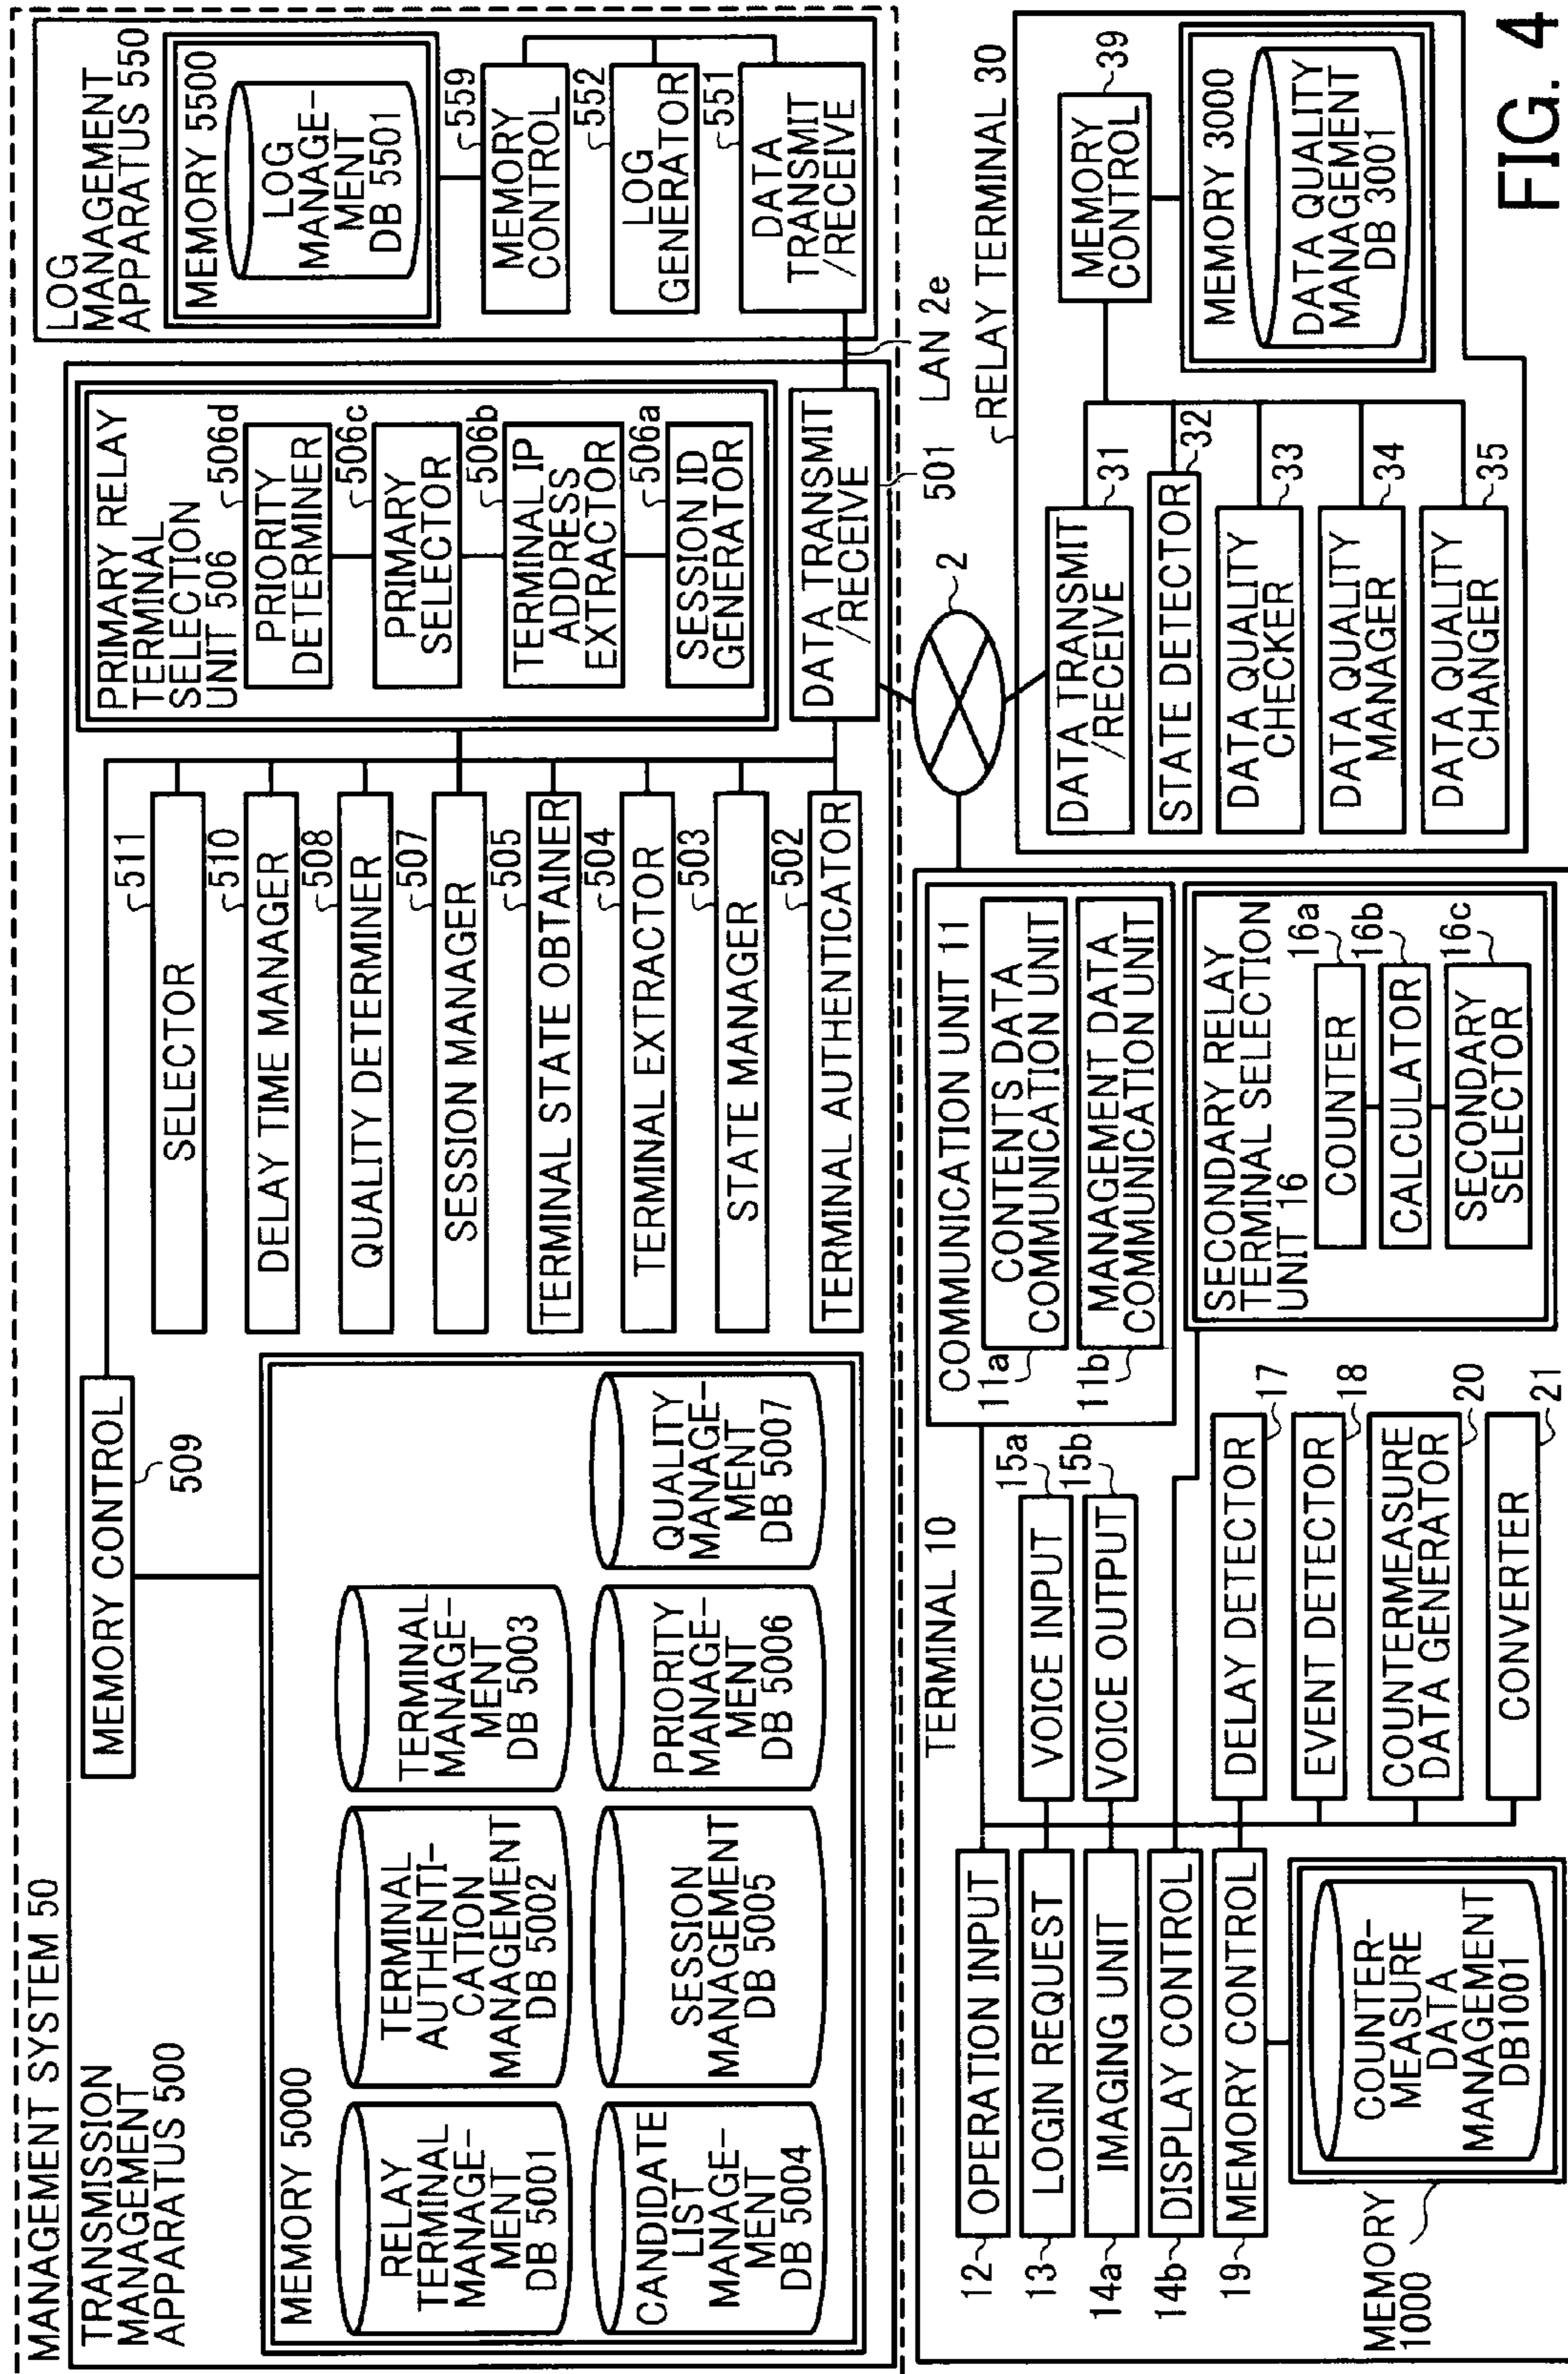 MANAGEMENT SYSTEM 50
TRANSMISSION
MANAGEMENT
APPARATUS 500
MEMORY CONTROL
509
MEMORY 5000
RELAY
TERMINAL
MANAGE-
MENT
DB 5001
TERMINAL
AUTHENTI-
CATION
MANAGEMENT
DB 5002
TERMINAL
MANAGE-
MENT
DB 5003
CANDIDATE
LIST
MANAGE-
MENT
DB 5004
SESSION
MANAGEMENT
DB 5005
PRIORITY
MANAGE-
MENT
DB 5006
QUALITY
MANAGE-
MENT
DB 5007
511
SELECTOR
510
DELAY TIME MANAGER
508
QUALITY DETERMINER
507
SESSION MANAGER
505
TERMINAL STATE OBTAINER
504
TERMINAL EXTRACTOR
503
STATE MANAGER
502
TERMINAL AUTHENTICATOR
PRIMARY RELAY
TERMINAL
SELECTION
UNIT 506
506d
PRIORITY
DETERMINER
506c
PRIMARY
SELECTOR
506b
TERMINAL IP
ADDRESS
EXTRACTOR
506a
SESSION ID
GENERATOR
DATA TRANSMIT
/RECEIVE
501
LOG
MANAGEMENT
APPARATUS 550
MEMORY 5500
LOG
MANAGE-
MENT
DB 5501
559
MEMORY
CONTROL
552
LOG
GENERATOR
551
DATA
TRANSMIT
/RECEIVE
LAN 2e
2
TERMINAL 10
COMMUNICATION UNIT 11
CONTENTS DATA
COMMUNICATION UNIT
11a
MANAGEMENT DATA
COMMUNICATION UNIT
11b
12
OPERATION INPUT
13
LOGIN REQUEST
14a
IMAGING UNIT
14b
DISPLAY CONTROL
19
MEMORY CONTROL
MEMORY
1000
COUNTER-
MEASURE
DATA
MANAGEMENT
DB1001
VOICE INPUT
15a
VOICE OUTPUT
15b
DELAY DETECTOR
17
EVENT DETECTOR
18
COUNTERMEASURE
DATA GENERATOR
20
CONVERTER
21
SECONDARY RELAY
TERMINAL SELECTION
UNIT 16
COUNTER
16a
CALCULATOR
16b
SECONDARY
SELECTOR
16c
RELAY TERMINAL 30
DATA TRANSMIT
/RECEIVE
31
STATE DETECTOR
32
DATA QUALITY
CHECKER
33
DATA QUALITY
MANAGER
34
DATA QUALITY
CHANGER
35
MEMORY
CONTROL
39
MEMORY 3000
DATA QUALITY
MANAGEMENT
DB 3001
FIG. 4